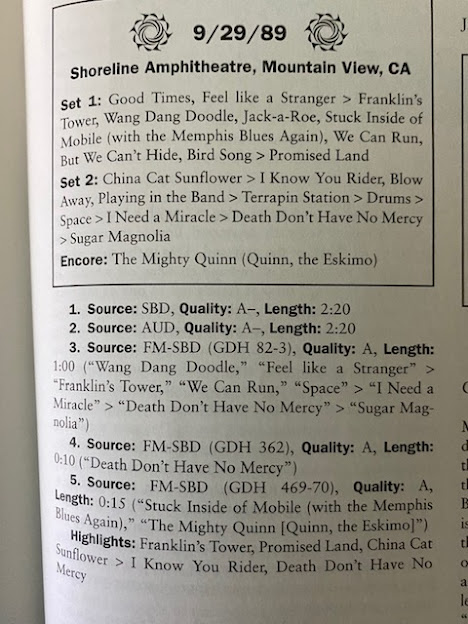 9/29/89
Shoreline Amphitheatre, Mountain View, CA
Set 1: Good Times, Feel like a Stranger > Franklin's
Tower, Wang Dang Doodle, Jack-a-Roe, Stuck Inside of
Mobile (with the Memphis Blues Again), We Can Run,
But We Can't Hide, Bird Song > Promised Land
Set 2: China Cat Sunflower > I Know You Rider, Blow
Away, Playing in the Band > Terrapin Station > Drums >
Space > I Need a Miracle > Death Don't Have No Mercy
> Sugar Magnolia
Encore: The Mighty Quinn (Quinn, the Eskimo)
1. Source: SBD, Quality: A–, Length: 2:20
2. Source: AUD, Quality: A–, Length: 2:20
3. Source: FM-SBD (GDH 82-3), Quality: A, Length:
1:00 ("Wang Dang Doodle," "Feel like a Stranger" >
"Franklin's Tower," "We Can Run," "Space" > "I Need a
Miracle" > "Death Don't Have No Mercy" > "Sugar Mag-
nolia")
4. Source: FM-SBD (GDH 362), Quality: A, Length:
0:10 ("Death Don't Have No Mercy")
5. Source: FM-SBD (GDH 469-70), Quality: A,
Length: 0:15 ("Stuck Inside of Mobile (with the Memphis
Blues Again)," "The Mighty Quinn [Quinn, the Eskimo]")
Highlights: Franklin's Tower, Promised Land, China Cat
Sunflower > I Know You Rider, Death Don't Have No
Mercy